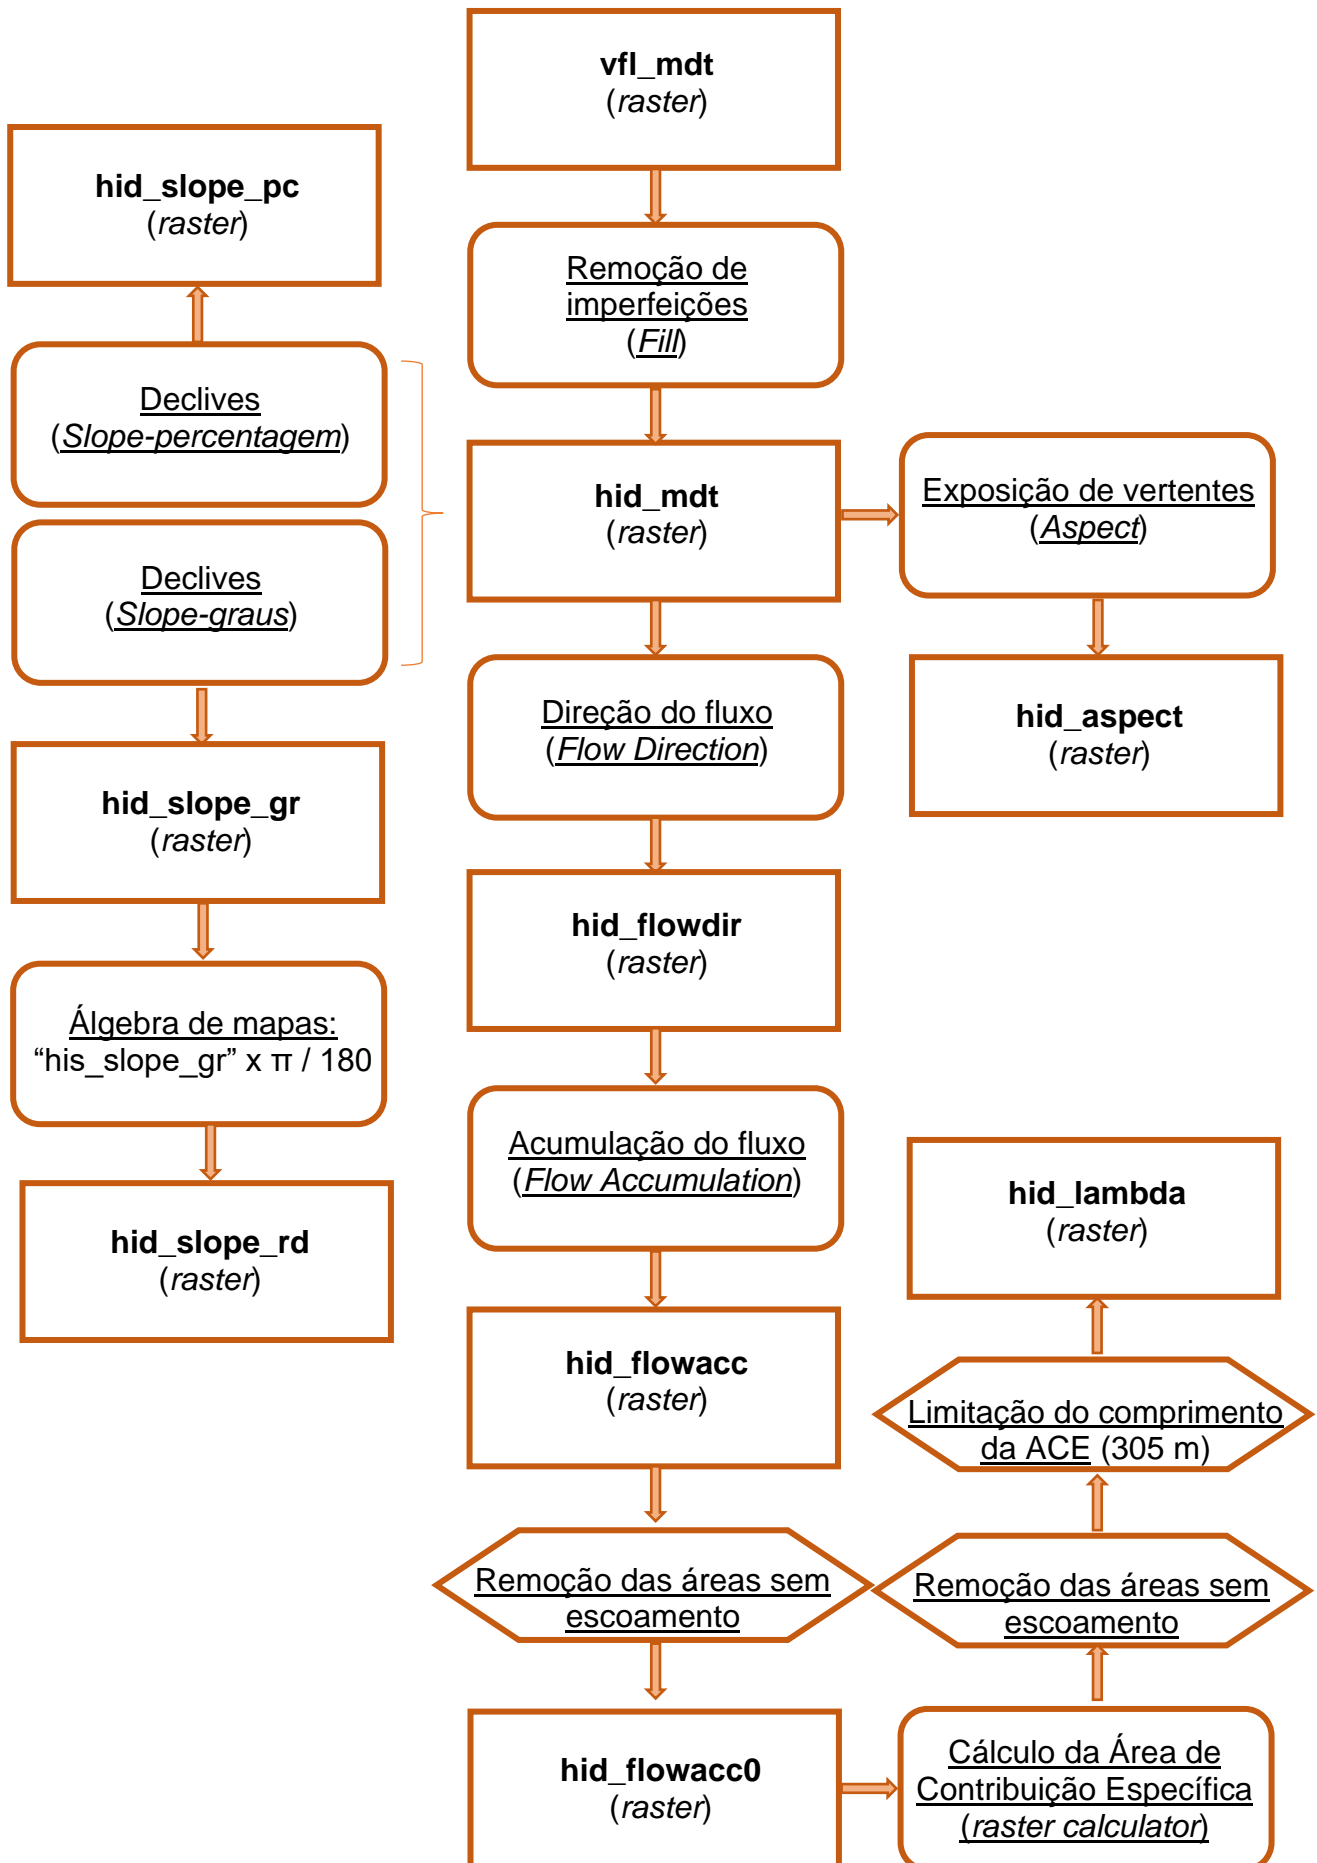 vfl_mdt
(raster)
hid_slope_pc
(raster)
Remoção de
imperfeições
(Fill)
Declives
(Slope-percentagem)
hid_mdt
(raster)
Exposição de vertentes
(Aspect)
Declives
(Slope-graus)
Direção do fluxo
(Flow Direction)
hid_aspect
(raster)
hid_slope_gr
(raster)
hid_flowdir
(raster)
Álgebra de mapas:
“his_slope_gr” x π / 180
Acumulação do fluxo
(Flow Accumulation)
hid_lambda
(raster)
hid_slope_rd
(raster)
hid_flowacc
(raster)
Limitação do comprimento
da ACE (305 m)
Remoção das áreas sem
escoamento
Remoção das áreas sem
escoamento
hid_flowacc0
(raster)
Cálculo da Área de
Contribuição Específica
(raster calculator)